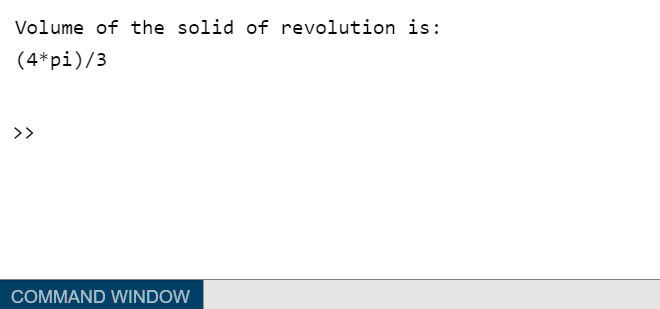 Volume of the solid of revolution is:
(4*pi)/3
>>
COMMAND WINDOW